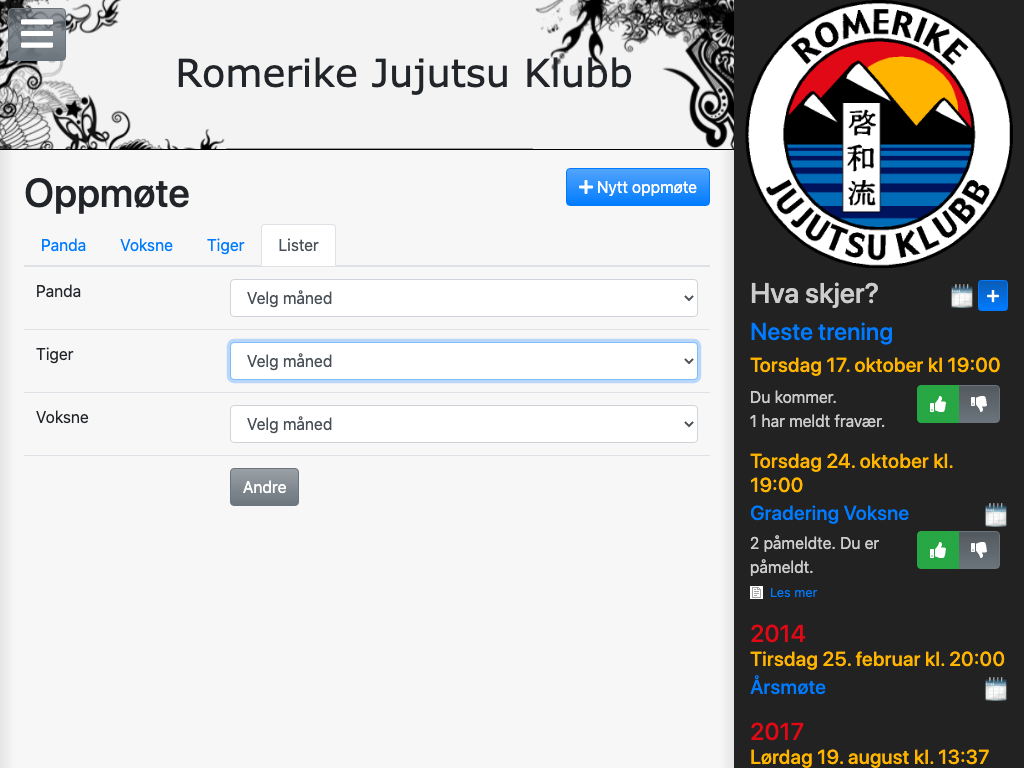 Romerike Jujutsu Klubb
Oppmøte
Nytt oppmøte
Panda
Voksne
Tiger
Lister
Panda
Velg måned
Tiger
Velg måned
Voksne
Velg måned
Andre
ROMERIKE
啓和流
JUJUTSU KLUBB
Hva skjer?
Neste trening
Torsdag 17. oktober kl 19:00
Du kommer.
1 har meldt fravær.
Torsdag 24. oktober kl.
19:00
Gradering Voksne
2 påmeldte. Du er
påmeldt.
Les mer
2014
Tirsdag 25. februar kl. 20:00
Årsmøte
2017
Lørdag 19. august kl. 13:37